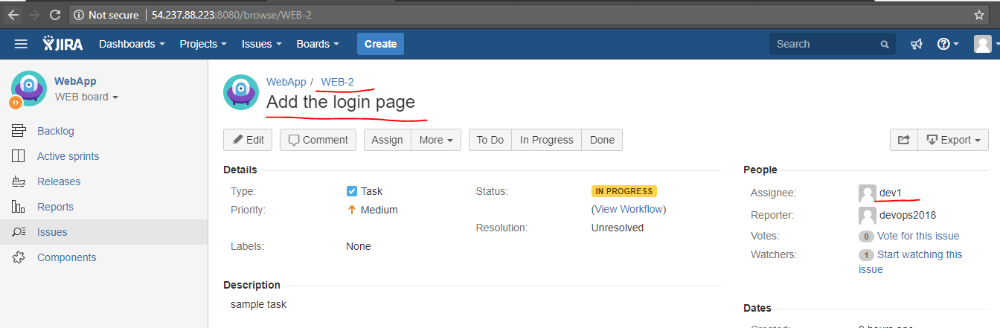 Not secure | 54.237.88.223:8080/browse/WEB-2
JIRA Dashboards Projects Issues Boards Create Search
WebApp
WEB board
Backlog
Active sprints
Releases
Reports
Issues
Components
WebApp / WEB-2
Add the login page
Edit Comment Assign More To Do In Progress Done Export
Details
Type: Task
Priority: Medium
Labels: None
Status: IN PROGRESS
(View Workflow)
Resolution: Unresolved
Description
sample task
People
Assignee: dev1
Reporter: devops2018
Votes: 0 Vote for this issue
Watchers: 1 Start watching this
issue
Dates